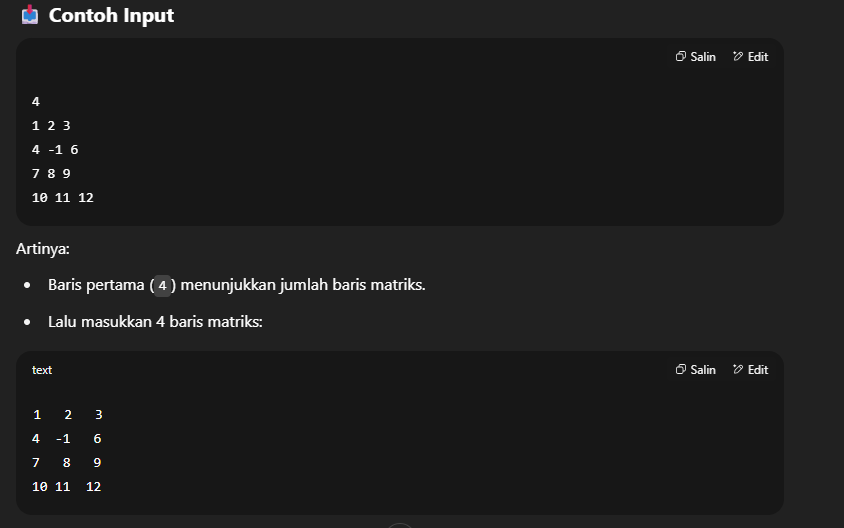 Contoh Input
Salin Edit
4
1 2 3
4 -1 6
7 8 9
10 11 12
Artinya:
• Baris pertama (4) menunjukkan jumlah baris matriks.
• Lalu masukkan 4 baris matriks:
text Salin Edit
1   2   3
4  -1   6
7   8   9
10 11  12